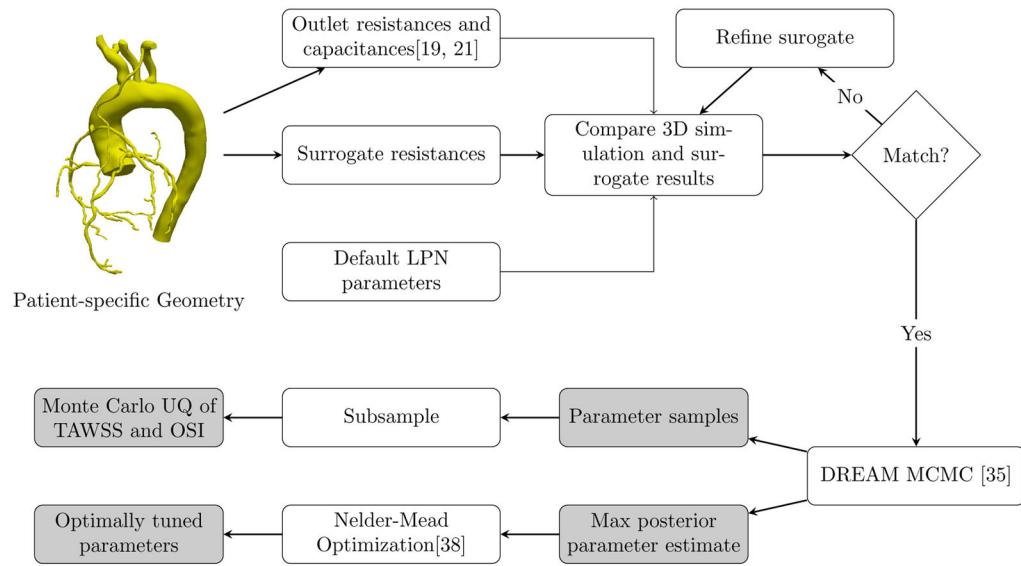 Outlet resistances and
capacitances[19, 21]
Refine surogate
No
Surrogate resistances
Compare 3D sim-
ulation and sur-
rogate results
Match?
Default LPN
parameters
Patient-specific Geometry
Yes
Monte Carlo UQ of
TAWSS and OSI
Subsample
Parameter samples
DREAM MCMC [35]
Optimally tuned
parameters
Nelder-Mead
Optimization[38]
Max posterior
parameter estimate